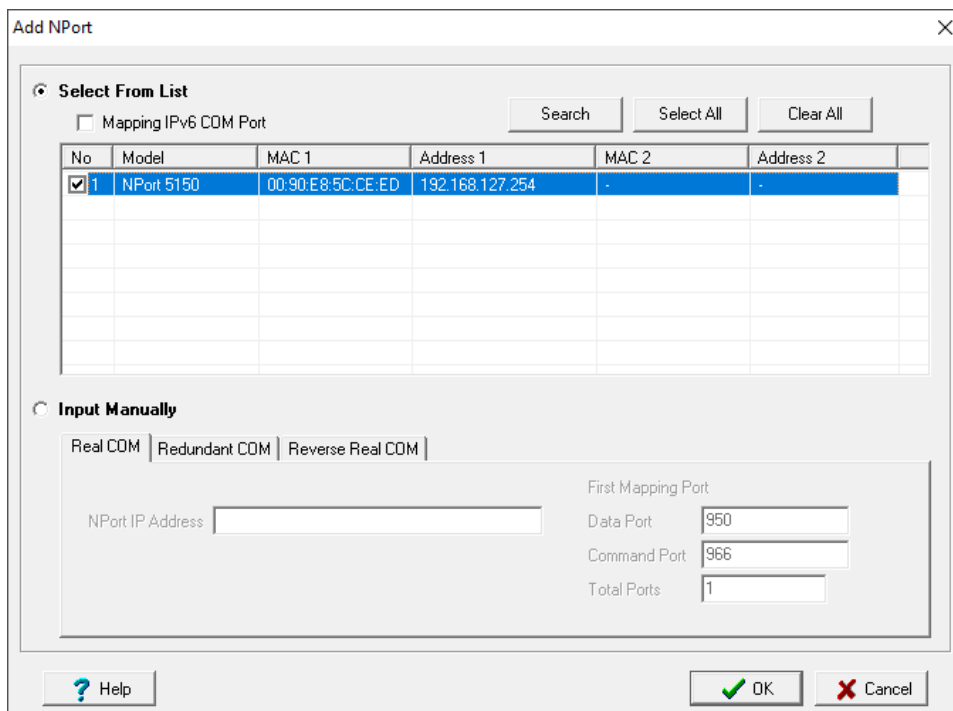 Add NPort
Select From List
Mapping IPv6 COM Port
Search
Select All
Clear All
No Model MAC 1 Address 1 MAC 2 Address 2
1 NPort 5150 00:90:E8:5C:CE:ED 192.168.127.254 - -
Input Manually
Real COM Redundant COM Reverse Real COM
First Mapping Port
NPort IP Address
Data Port 950
Command Port 966
Total Ports 1
? Help
OK
Cancel